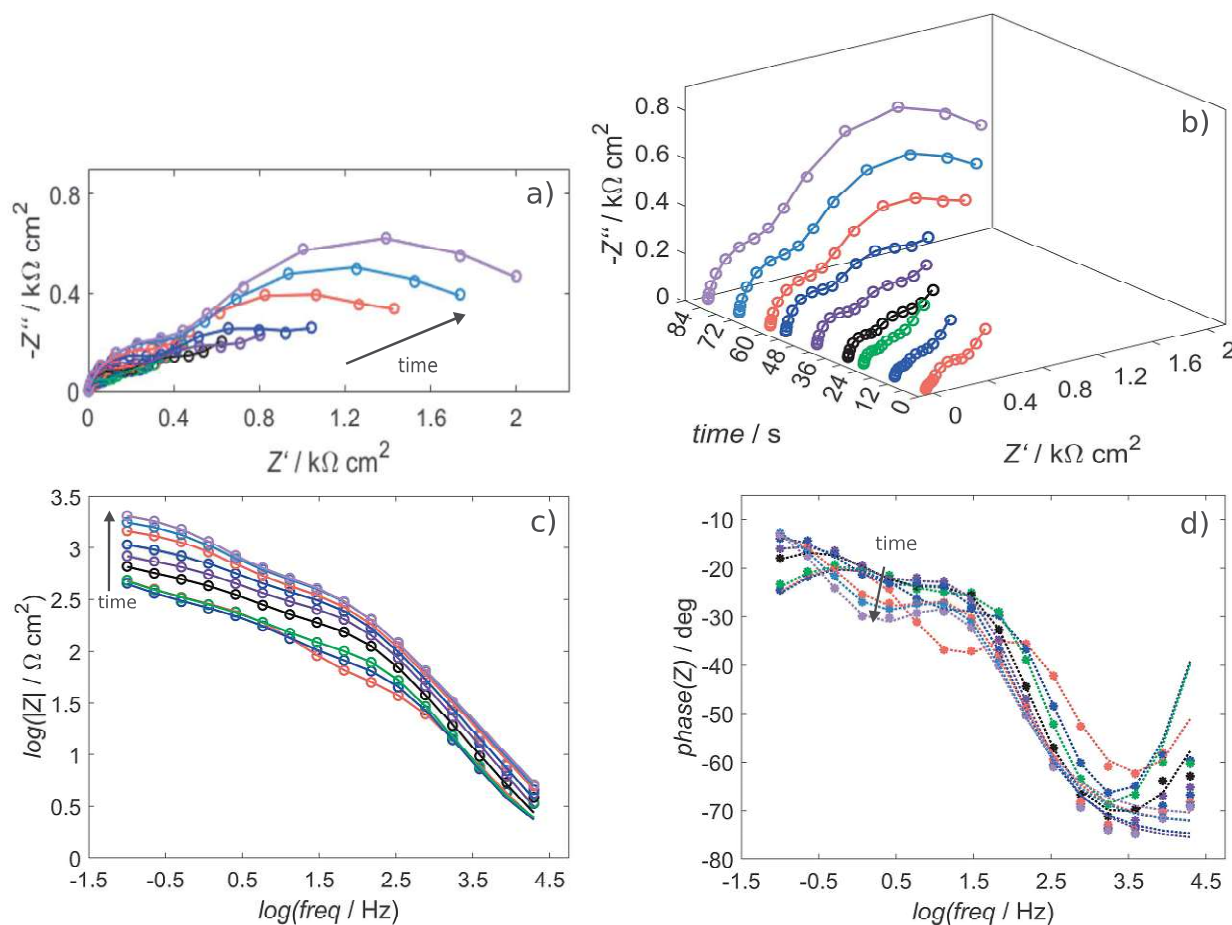 a)
0.8
0.4
0
-Z“ / kΩ cm2
0 0.4 0.8 1.2 1.6 2
Z‘ / kΩ cm2
time
b)
0.8
0.6
0.4
0.2
0
-Z“ / kΩ cm2
84 72 60 48 36 24 12 0
time / s
0 0.4 0.8 1.2 1.6 2
Z‘ / kΩ cm2
c)
3.5
3
2.5
2
1.5
1
0.5
0
log(|Z| / Ω cm2)
time
-1.5 -0.5 0.5 1.5 2.5 3.5 4.5
log(freq / Hz)
d)
-10
-20
-30
-40
-50
-60
-70
-80
phase(Z) / deg
time
-1.5 -0.5 0.5 1.5 2.5 3.5 4.5
log(freq / Hz)